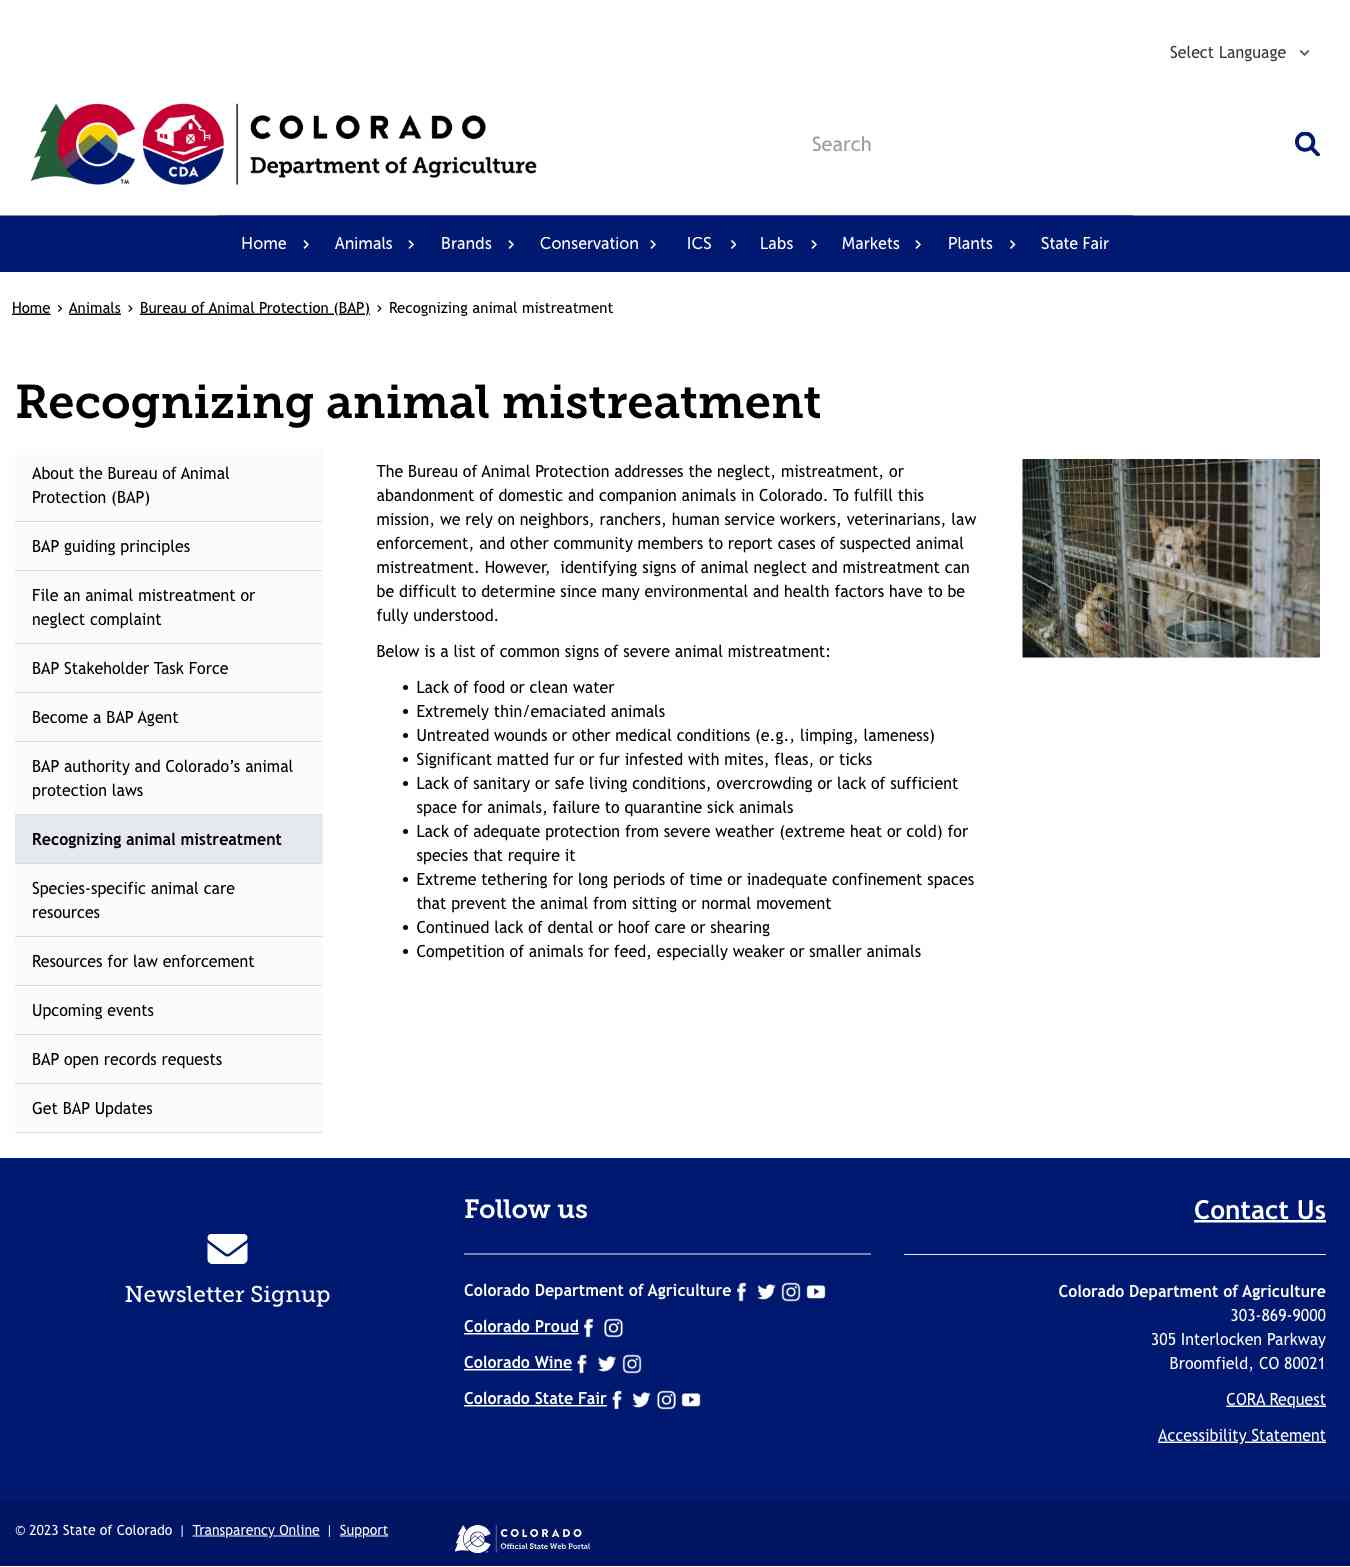 Select Language
CDA
TM
COLORADO
Department of Agriculture
Search
Home
Animals
Brands
Conservation
ICS
Labs
Markets
Plants
State Fair
Home › Animals › Bureau of Animal Protection (BAP) › Recognizing animal mistreatment
Recognizing animal mistreatment
About the Bureau of Animal
Protection (BAP)
BAP guiding principles
File an animal mistreatment or
neglect complaint
BAP Stakeholder Task Force
Become a BAP Agent
BAP authority and Colorado’s animal
protection laws
Recognizing animal mistreatment
Species-specific animal care
resources
Resources for law enforcement
Upcoming events
BAP open records requests
Get BAP Updates
The Bureau of Animal Protection addresses the neglect, mistreatment, or
abandonment of domestic and companion animals in Colorado. To fulfill this
mission, we rely on neighbors, ranchers, human service workers, veterinarians, law
enforcement, and other community members to report cases of suspected animal
mistreatment. However,  identifying signs of animal neglect and mistreatment can
be difficult to determine since many environmental and health factors have to be
fully understood.
Below is a list of common signs of severe animal mistreatment:
• Lack of food or clean water
• Extremely thin/emaciated animals
• Untreated wounds or other medical conditions (e.g., limping, lameness)
• Significant matted fur or fur infested with mites, fleas, or ticks
• Lack of sanitary or safe living conditions, overcrowding or lack of sufficient
space for animals, failure to quarantine sick animals
• Lack of adequate protection from severe weather (extreme heat or cold) for
species that require it
• Extreme tethering for long periods of time or inadequate confinement spaces
that prevent the animal from sitting or normal movement
• Continued lack of dental or hoof care or shearing
• Competition of animals for feed, especially weaker or smaller animals
Newsletter Signup
Follow us
Colorado Department of Agriculture
Colorado Proud
Colorado Wine
Colorado State Fair
Contact Us
Colorado Department of Agriculture
303-869-9000
305 Interlocken Parkway
Broomfield, CO 80021
CORA Request
Accessibility Statement
© 2023 State of Colorado | Transparency Online | Support
COLORADO
Official State Web Portal